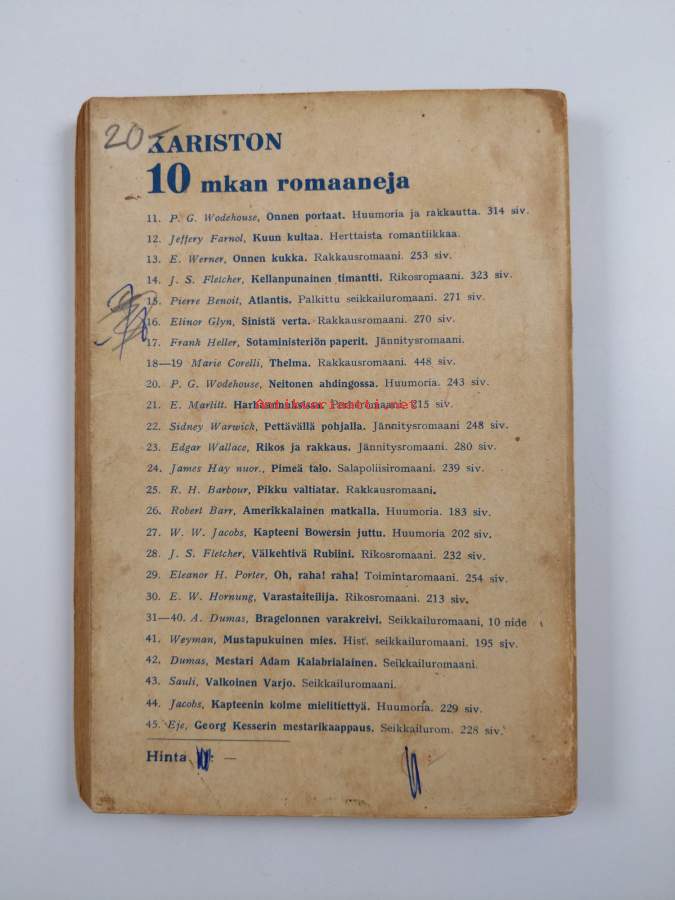 20-
KARISTON
10 mkan romaaneja
11. P. G. Wodehouse, Onnen portaat. Huumoria ja rakkautta. 314 siv.
12. Jeffery Farnol, Kuun kultaa. Herttaista romantiikkaa.
13. E. Werner, Onnen kukka. Rakkausromaani. 253 siv.
14. J. S. Fletcher, Kellanpunainen timantti. Rikosromaani. 323 siv.
15. Pierre Benoit, Atlantis. Palkittu seikkailuromaani. 271 siv.
16. Elinor Glyn, Sinistä verta. Rakkausromaani. 270 siv.
17. Frank Heller, Sotaministeriön paperit. Jännitysromaani.
18—19 Marie Corelli, Thelma. Rakkausromaani. 448 siv.
20. P. G. Wodehouse, Neitonen ahdingossa. Huumoria. 243 siv.
21. E. Marlitt. 215 siv.
Antikvariaatti.net
22. Sidney Warwick, Pettävällä pohjalla. Jännitysromaani 248 siv.
23. Edgar Wallace, Rikos ja rakkaus. Jännitysromaani. 280 siv.
24. James Hay nuor., Pimeä talo. Salapoliisiromaani. 239 siv.
25. R. H. Barbour, Pikku valtiatar. Rakkausromaani.
26. Robert Barr, Amerikkalainen matkalla. Huumoria. 183 siv.
27. W. W. Jacobs, Kapteeni Bowersin juttu. Huumoria 202 siv.
28. J. S. Fletcher, Välkehtivä Rubiini. Rikosromaani. 232 siv.
29. Eleanor H. Porter, Oh, raha! raha! Toimintaromaani. 254 siv.
30. E. W. Hornung, Varastaiteilija. Rikosromaani. 213 siv.
31—40. A. Dumas, Bragelonnen varakreivi. Seikkailuromaani, 10 nide
41. Weyman, Mustapukuinen mies. Hist. seikkailuromaani. 195 siv.
42. Dumas, Mestari Adam Kalabrialainen. Seikkailuromaani.
43. Sauli, Valkoinen Varjo. Seikkailuromaani.
44. Jacobs, Kapteenin kolme mielitiettyä. Huumoria. 229 siv.
45. Eje, Georg Kesserin mestarikaappaus. Seikkailurom. 228 siv.
Hinta